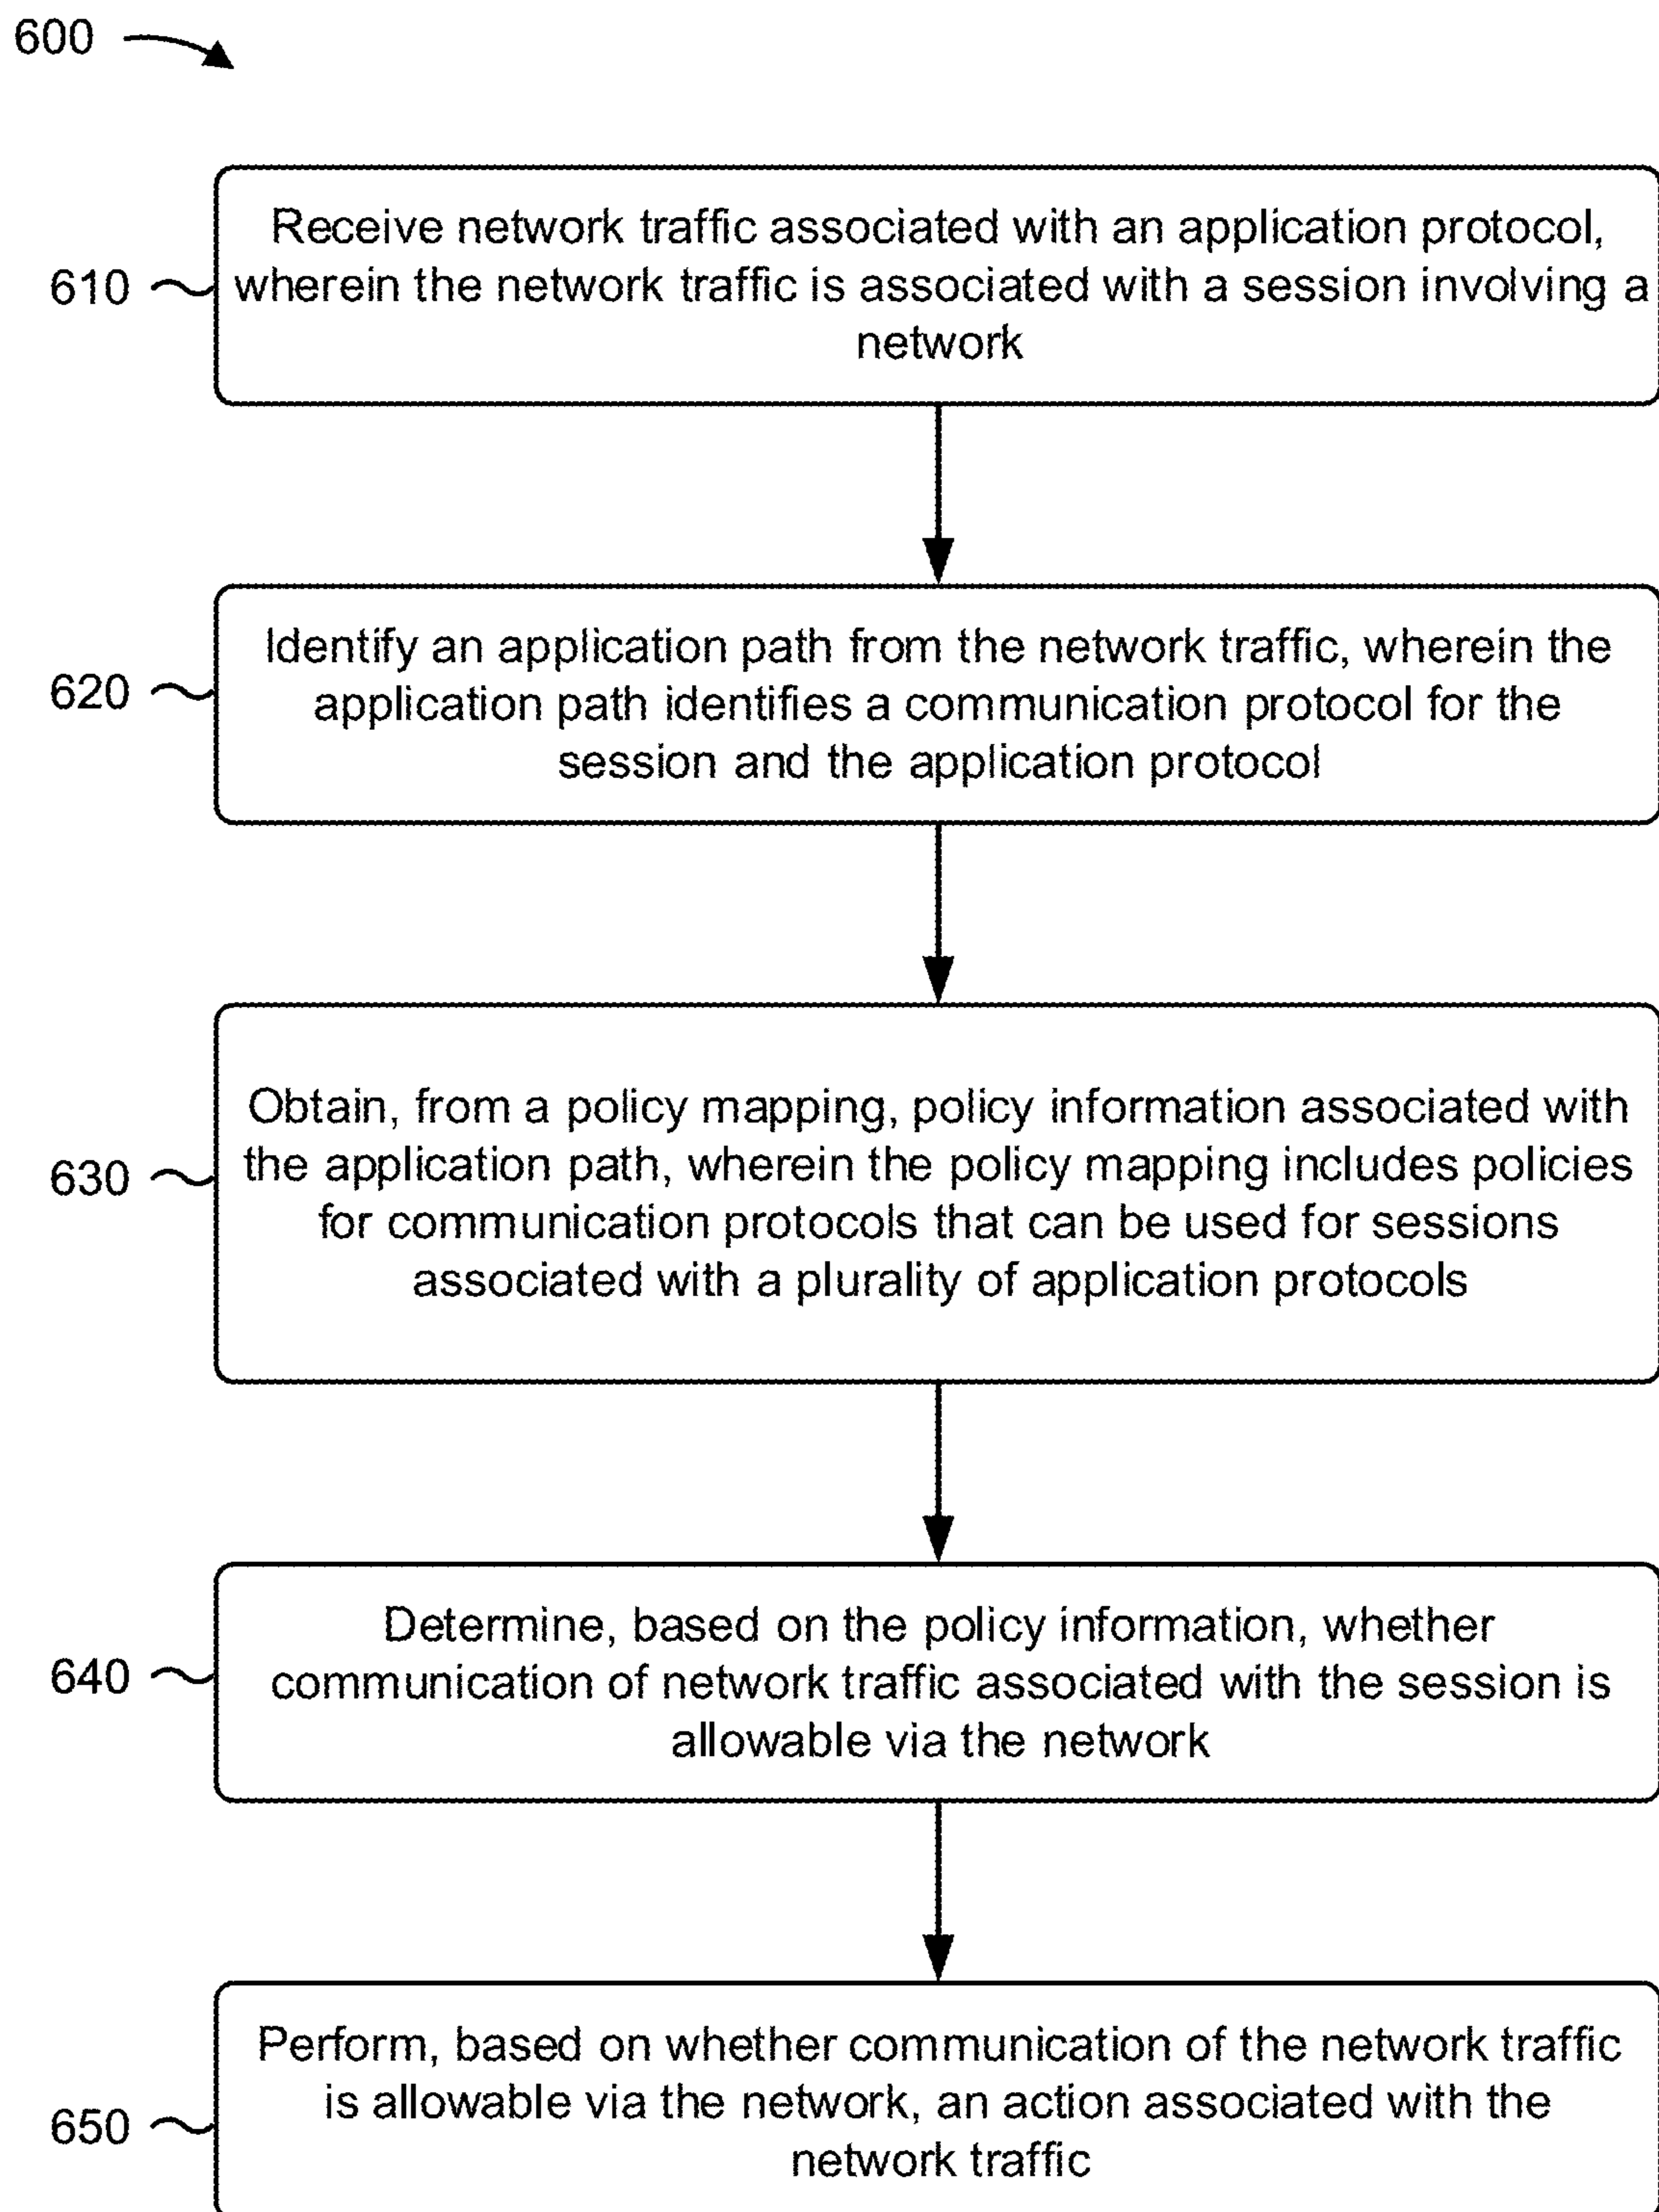 600
Receive network traffic associated with an application protocol,
610
wherein the network traffic is associated with a session involving a
network
Identify an application path from the network traffic, wherein the
620
application path identifies a communication protocol for the
session and the application protocol
Obtain, from a policy mapping, policy information associated with
630
the application path, wherein the policy mapping includes policies
for communication protocols that can be used for sessions
associated with a plurality of application protocols
Determine, based on the policy information, whether
640
communication of network traffic associated with the session is
allowable via the network
Perform, based on whether communication of the network traffic
650
is allowable via the network, an action associated with the
network traffic